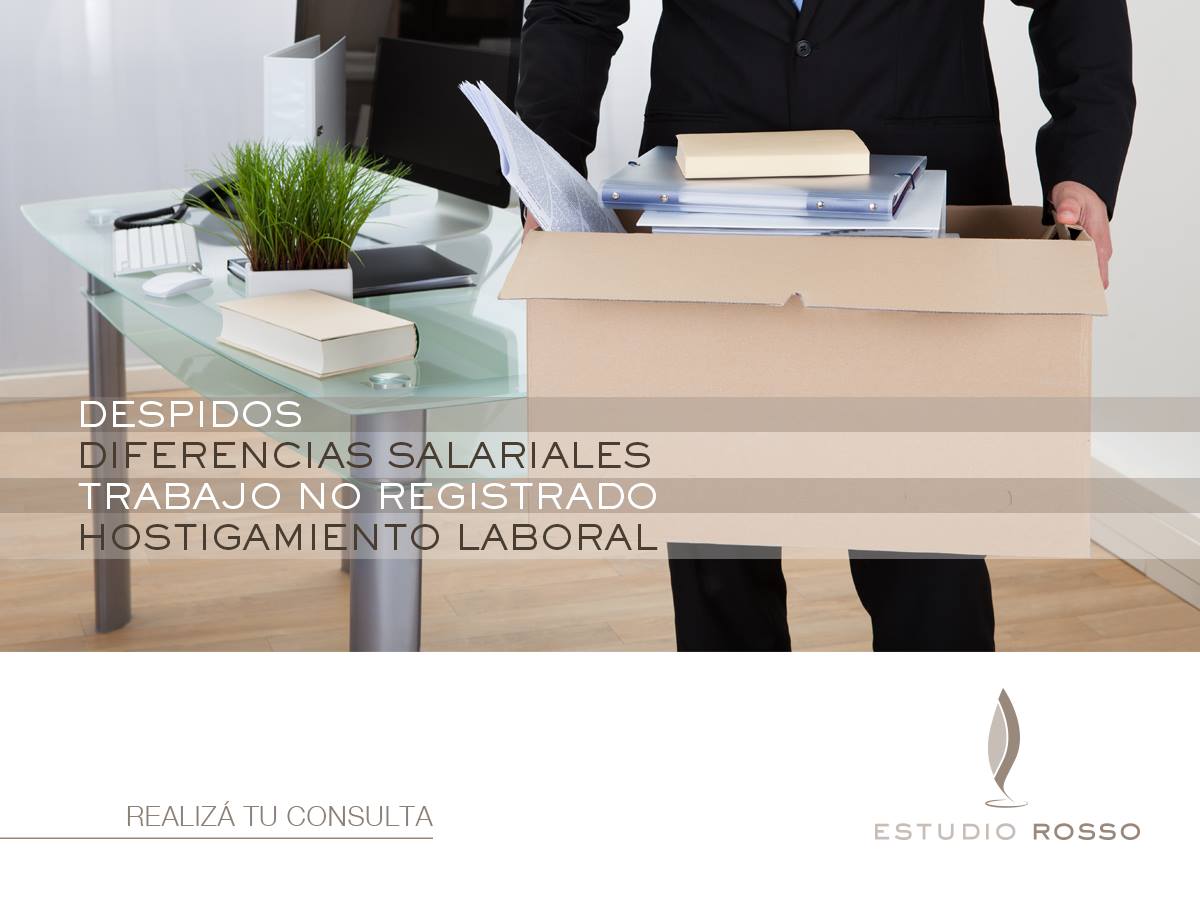 DESPIDOS
DIFERENCIAS SALARIALES
TRABAJO NO REGISTRADO
HOSTIGAMIENTO LABORAL
REALIZÁ TU CONSULTA
ESTUDIO ROSSO